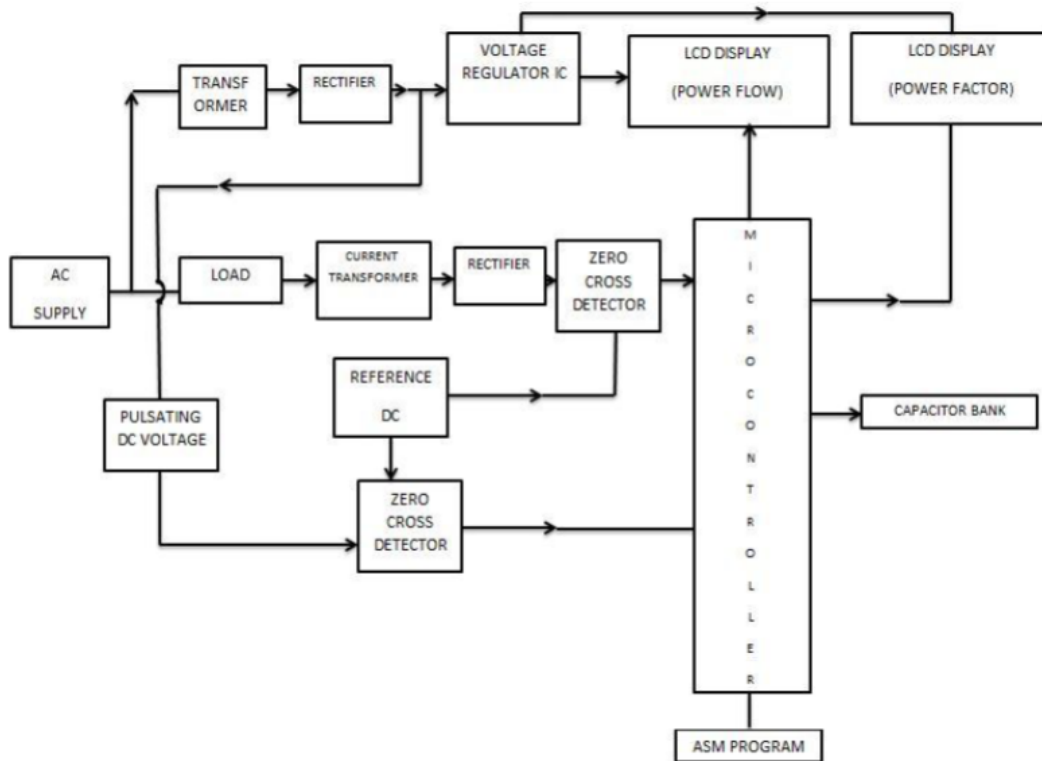 VOLTAGE
REGULATOR IC
LCD DISPLAY
(POWER FLOW)
LCD DISPLAY
(POWER FACTOR)
TRANSF
ORMER
RECTIFIER
AC
SUPPLY
LOAD
CURRENT
TRANSFORMER
RECTIFIER
ZERO
CROSS
DETECTOR
M
I
C
R
O
C
O
N
T
R
O
L
L
E
R
REFERENCE
DC
PULSATING
DC VOLTAGE
CAPACITOR BANK
ZERO
CROSS
DETECTOR
ASM PROGRAM